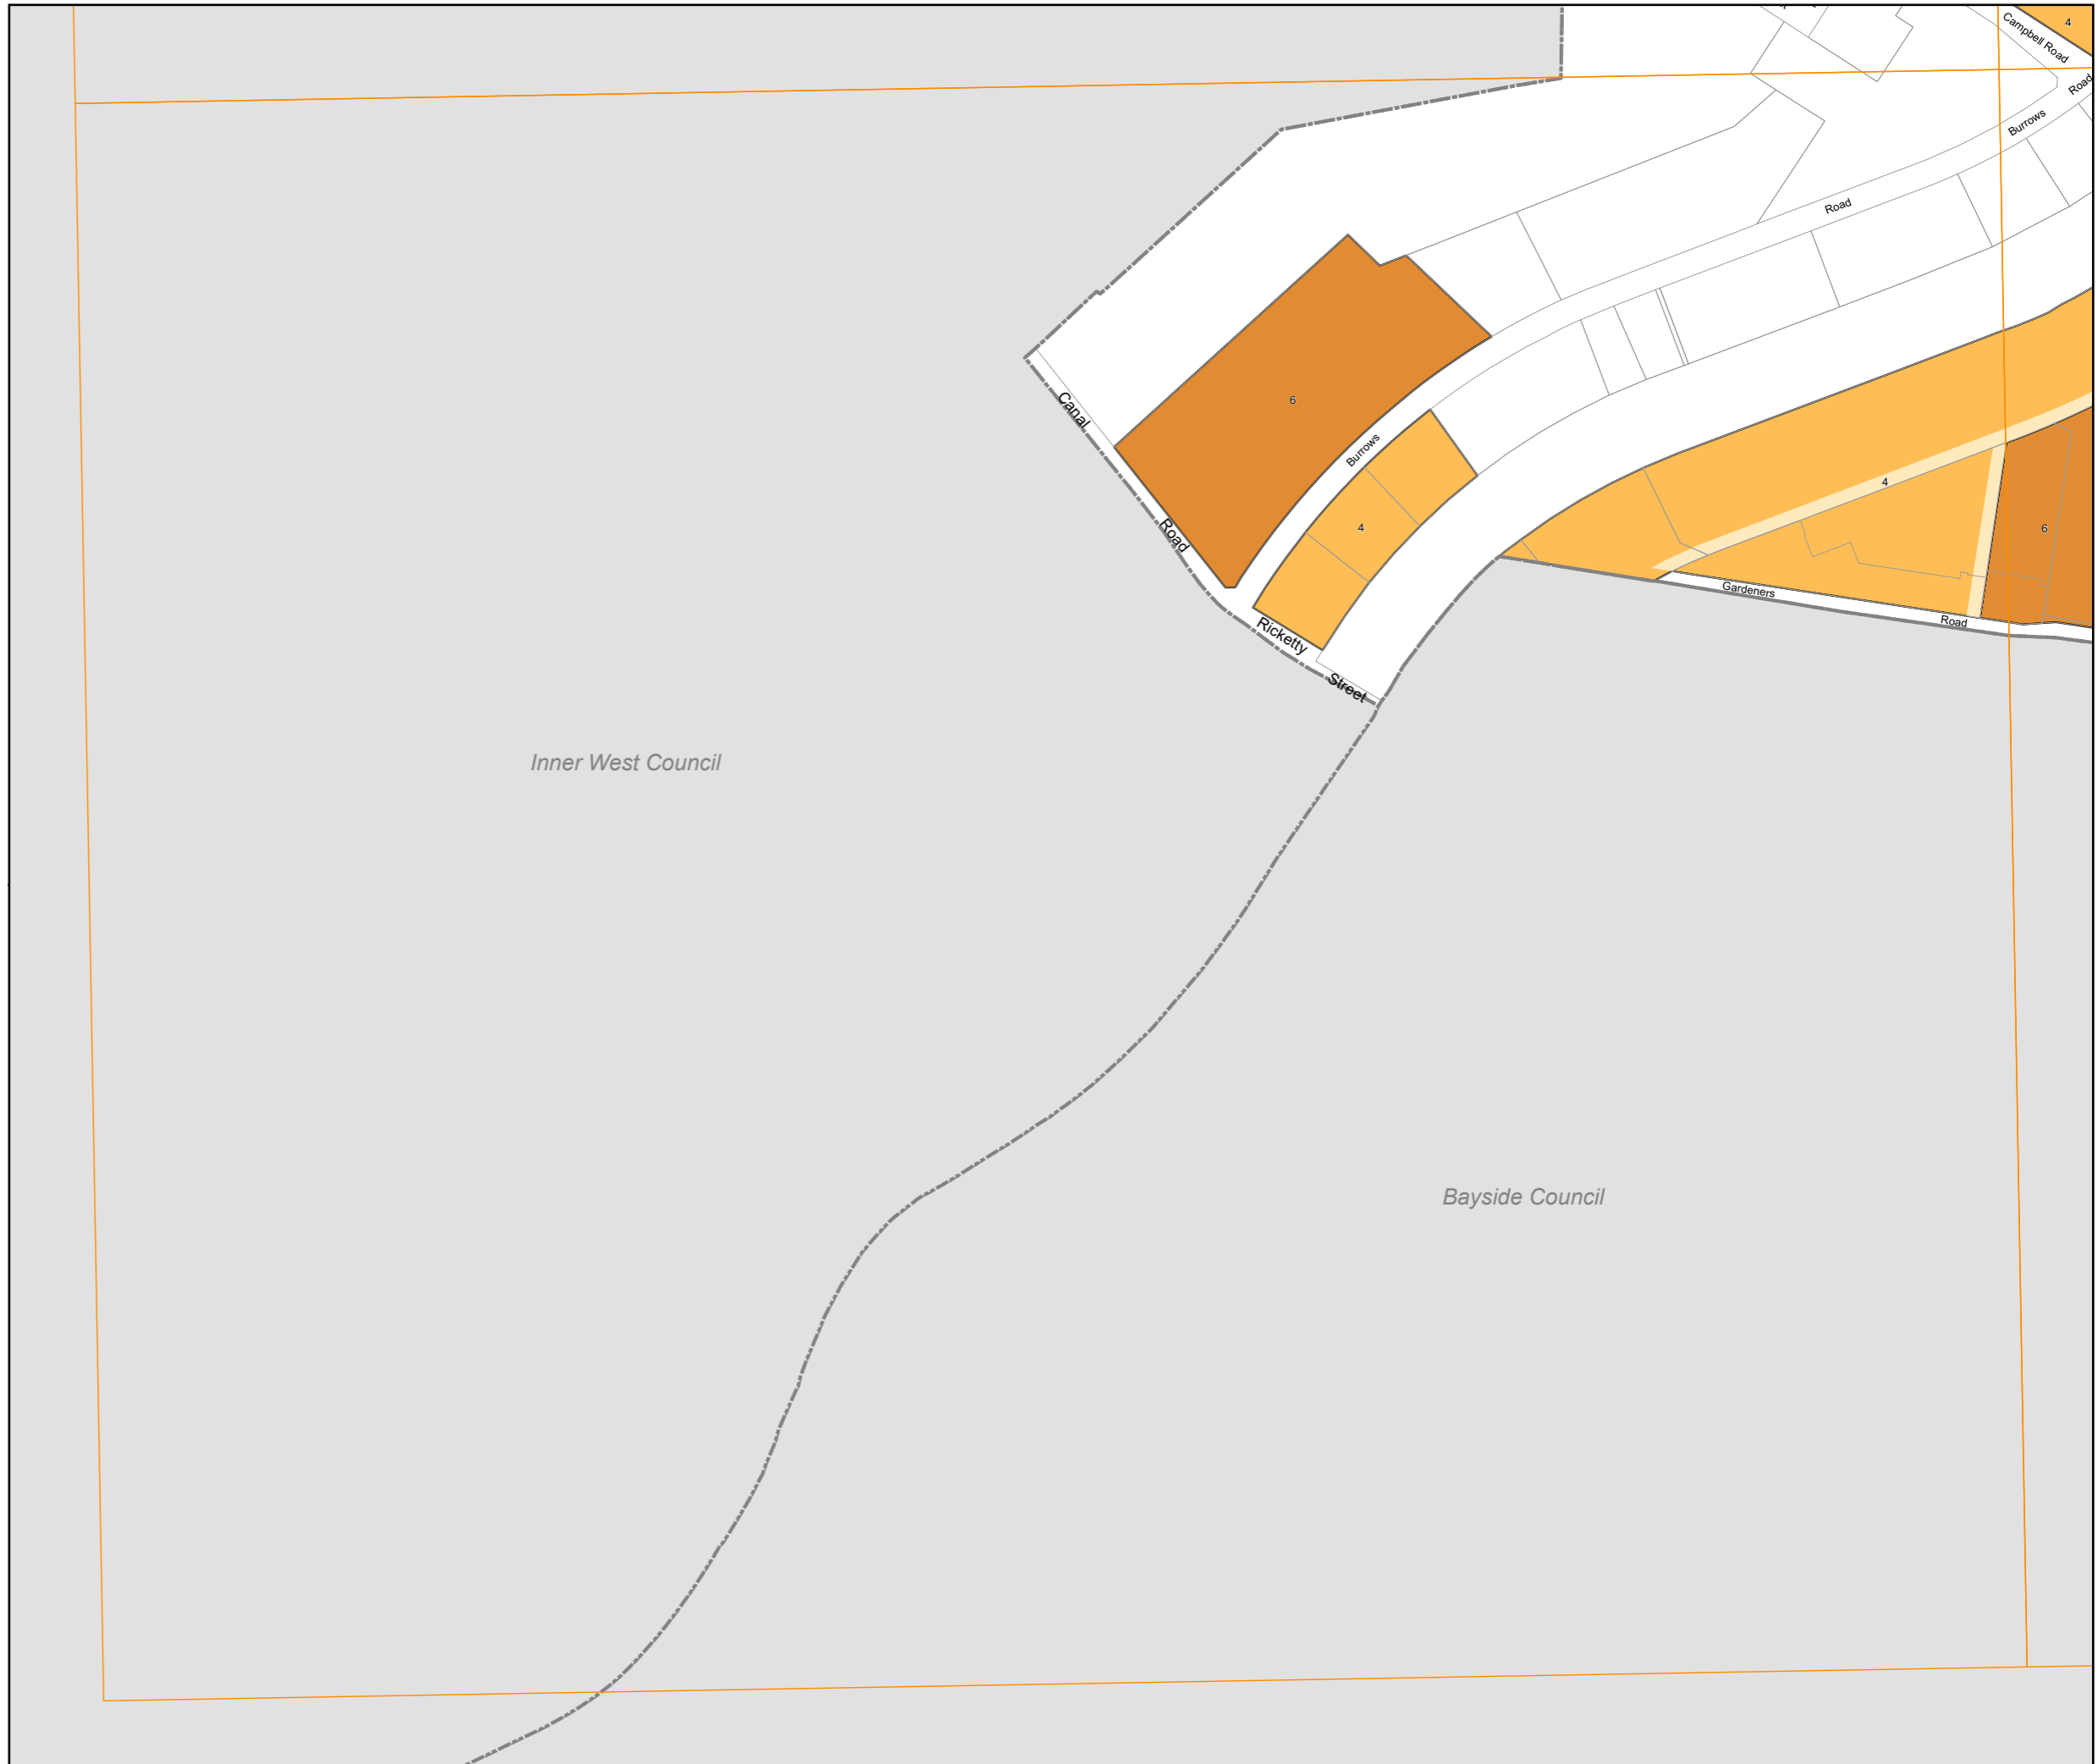 4
Campbell Road
Road
Burrows
Road
6
Canal
Burrows
4
4
6
Road
Gardeners
Road
Ricketty
Street
Inner West Council
Bayside Council